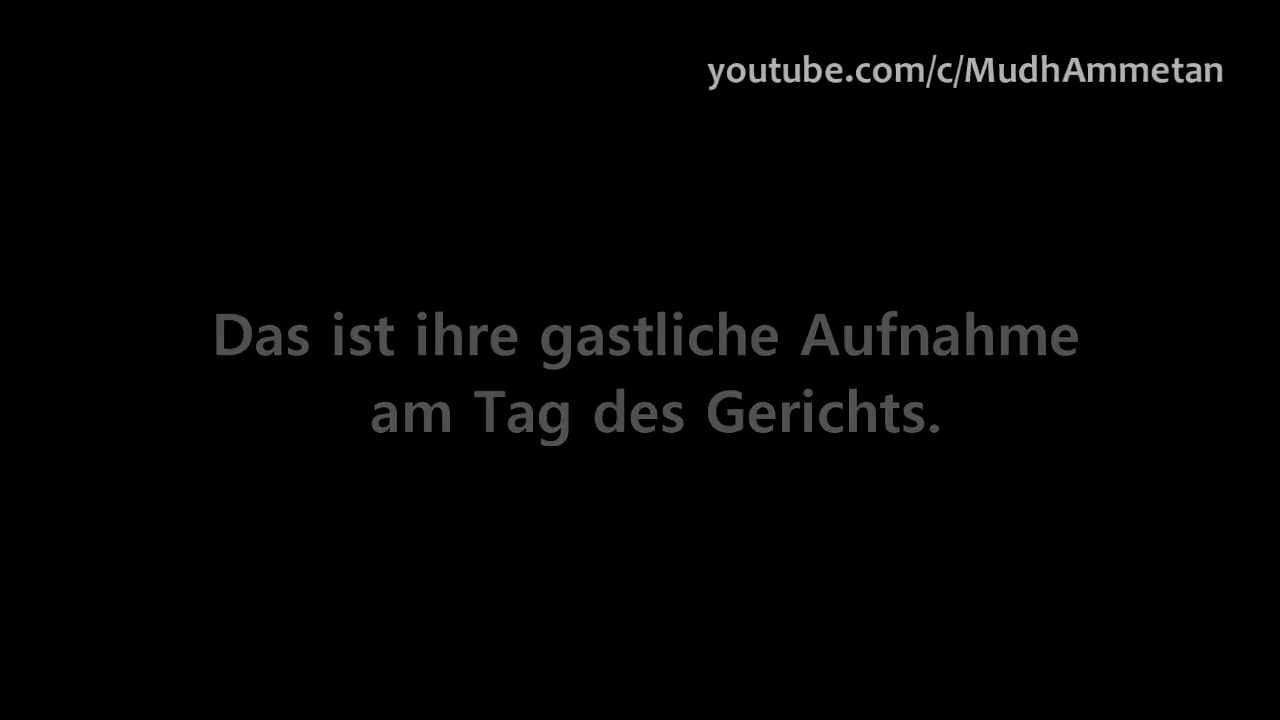 youtube.com/c/MudhAmmetan
Das ist ihre gastliche Aufnahme
am Tag des Gerichts.